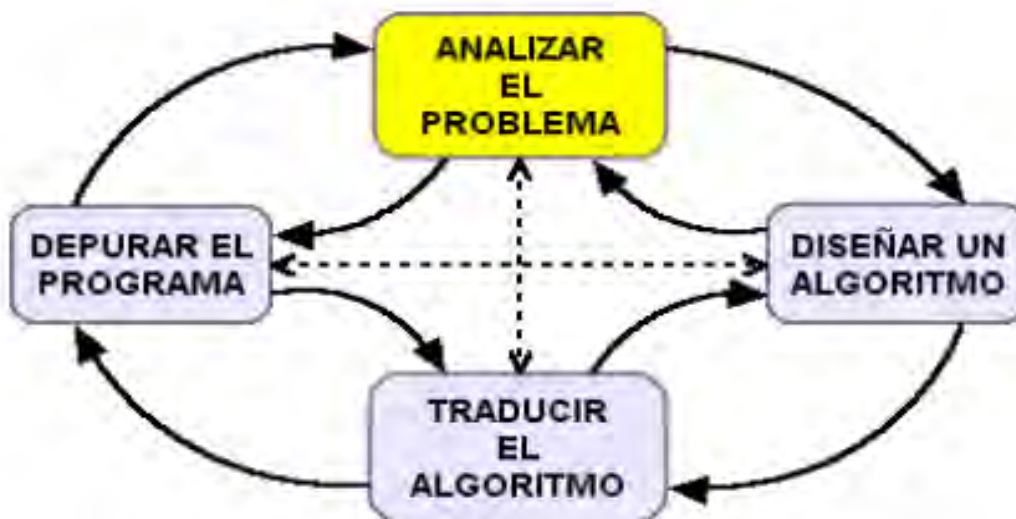 ANALIZAR
EL
PROBLEMA
DEPURAR EL
PROGRAMA
DISEÑAR UN
ALGORITMO
TRADUCIR
EL
ALGORITMO